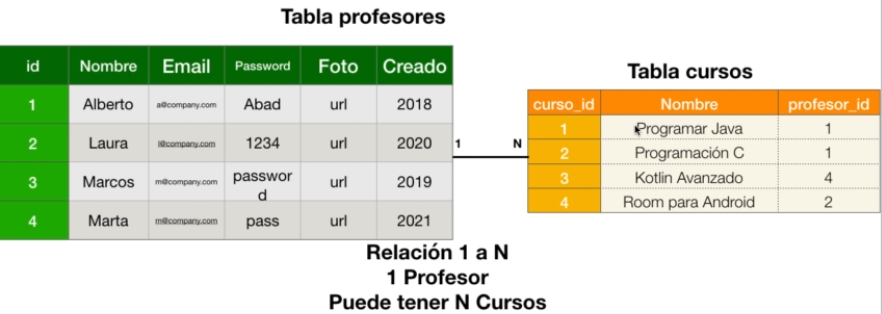 Tabla profesores
id Nombre Email Password Foto Creado
1 Alberto a@company.com Abad url 2018
2 Laura l@company.com 1234 url 2020
3 Marcos m@company.com passwor
d url 2019
4 Marta m@company.com pass url 2021
1 N
Tabla cursos
curso_id Nombre profesor_id
1 Programar Java 1
2 Programación C 1
3 Kotlin Avanzado 4
4 Room para Android 2
Relación 1 a N
1 Profesor
Puede tener N Cursos